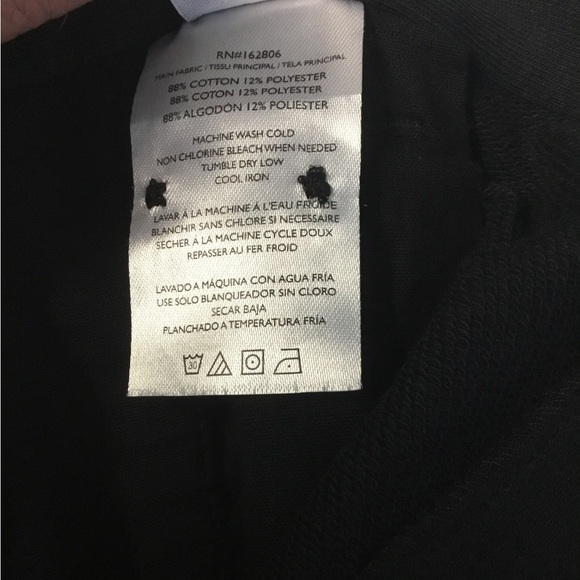 RN#162806
MAIN FABRIC / TISSU PRINCIPAL / TELA PRINCIPAL
88% COTTON 12% POLYESTER
88% COTON 12% POLYESTER
88% ALGODÓN 12% POLIESTER
MACHINE WASH COLD
NON CHLORINE BLEACH WHEN NEEDED
TUMBLE DRY LOW
COOL IRON
LAVAR À LA MACHINE Á L'EAU FROIDE
BLANCHIR SANS CHLORE SI NÉCESSAIRE
SÉCHER À LA MACHINE CYCLE DOUX
REPASSER AU FER FROID
LAVADO A MÁQUINA CON AGUA FRÍA
USE SÓLO BLANQUEADOR SIN CLORO
SECAR BAJA
PLANCHADO A TEMPERATURA FRÍA
30